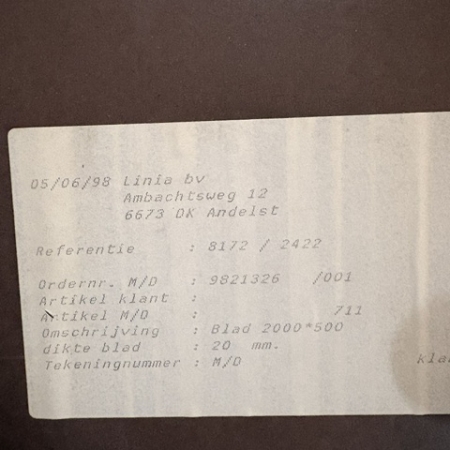 05/06/98 Linia bv
Ambachtsweg 12
6673 DK Andelst
Referentie : 8172 / 2422
Ordernr. M/D : 9821326 /001
Artikel klant :
Artikel M/D : 711
Omschrijving : Blad 2000*500
dikte blad : 20 mm.
Tekeningnummer : M/D